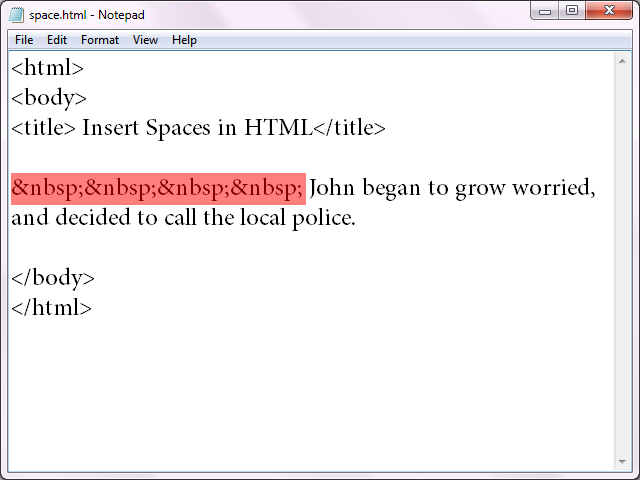 space.html - Notepad
File Edit Format View Help
<html>
<body>
<title> Insert Spaces in HTML</title>
&nbsp;&nbsp;&nbsp;&nbsp; John began to grow worried,
and decided to call the local police.
</body>
</html>